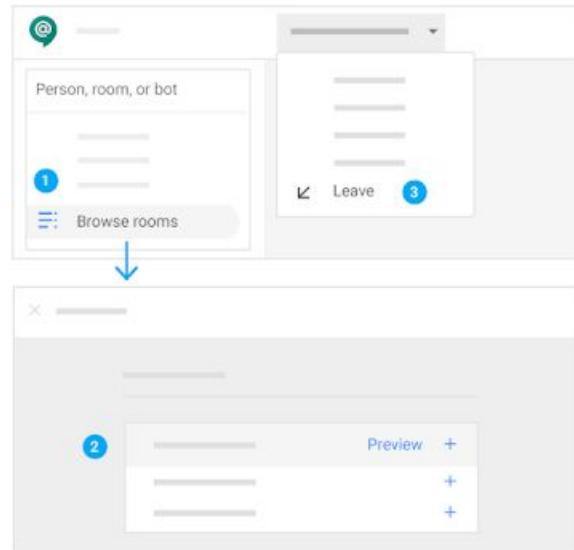 @
Person, room, or bot
1
Browse rooms
Leave 3
2
Preview +
+
+